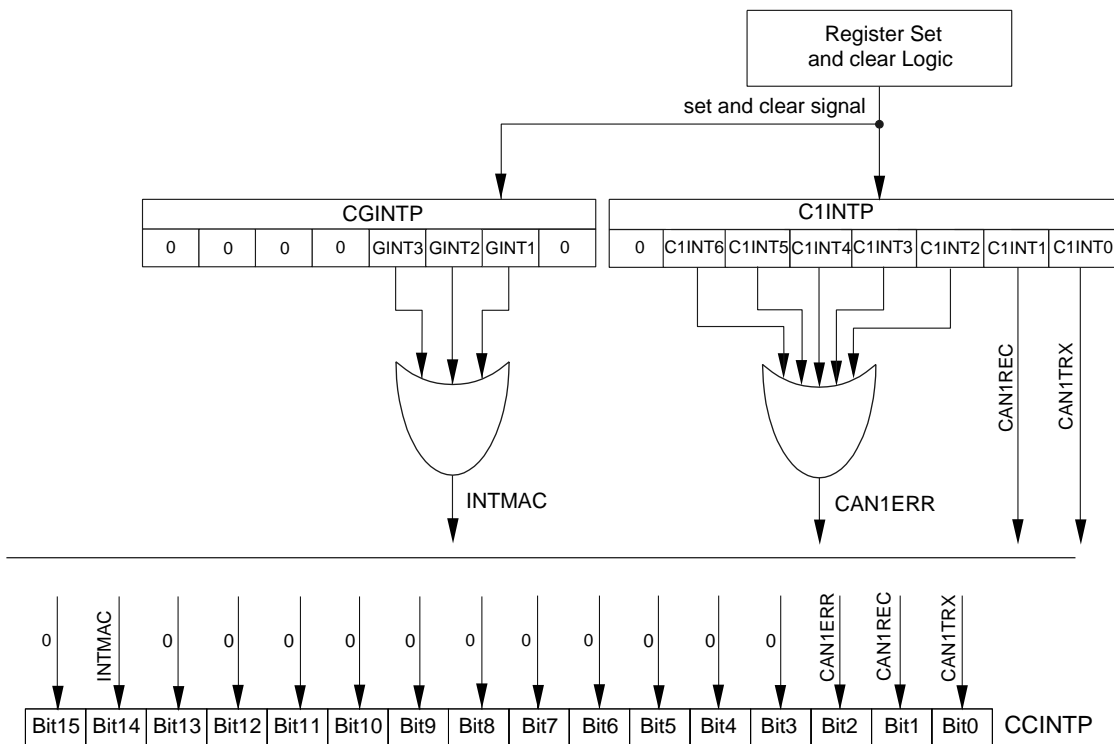 Register Set
and clear Logic
set and clear signal
CGINTP
0 0 0 0 GINT3 GINT2 GINT1 0
C1INTP
0 C1INT6 C1INT5 C1INT4 C1INT3 C1INT2 C1INT1 C1INT0
CAN1REC
CAN1TRX
INTMAC
CAN1ERR
0 INTMAC 0 0 0 0 0 0 0 0 0 0 0 CAN1ERR CAN1REC CAN1TRX
Bit15 Bit14 Bit13 Bit12 Bit11 Bit10 Bit9 Bit8 Bit7 Bit6 Bit5 Bit4 Bit3 Bit2 Bit1 Bit0 CCINTP